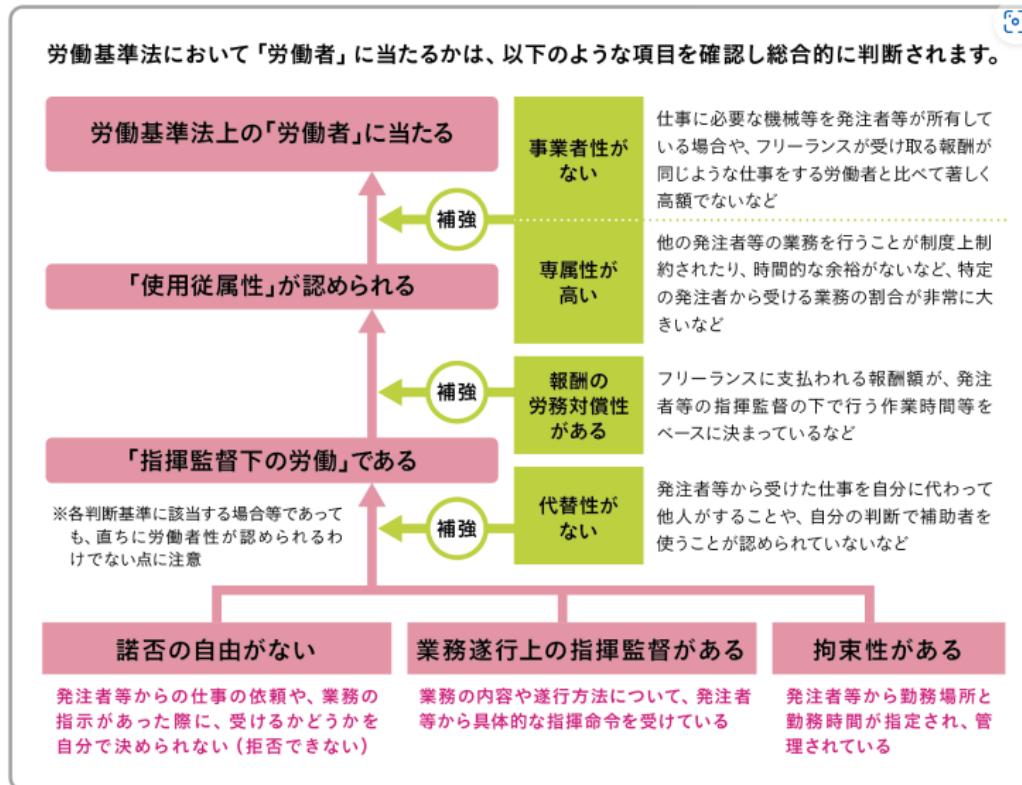 労働基準法において「労働者」に当たるかは、以下のような項目を確認し総合的に判断されます。
労働基準法上の「労働者」に当たる
事業者性が
ない
仕事に必要な機械等を発注者等が所有して
いる場合や、フリーランスが受け取る報酬が
同じような仕事をする労働者と比べて著しく
高額でないなど
補強
「使用従属性」が認められる
専属性が
高い
他の発注者等の業務を行うことが制度上制
約されたり、時間的な余裕がないなど、特定
の発注者から受ける業務の割合が非常に大
きいなど
補強
報酬の
労務対償性
がある
フリーランスに支払われる報酬額が、発注
者等の指揮監督の下で行う作業時間等を
ベースに決まっているなど
「指揮監督下の労働」である
※各判断基準に該当する場合等であって
も、直ちに労働者性が認められるわ
けでない点に注意
補強
代替性が
ない
発注者等から受けた仕事を自分に代わって
他人がすることや、自分の判断で補助者を
使うことが認められていないなど
諾否の自由がない
発注者等からの仕事の依頼や、業務の
指示があった際に、受けるかどうかを
自分で決められない（拒否できない）
業務遂行上の指揮監督がある
業務の内容や遂行方法について、発注者
等から具体的な指揮命令を受けている
拘束性がある
発注者等から勤務場所と
勤務時間が指定され、管
理されている